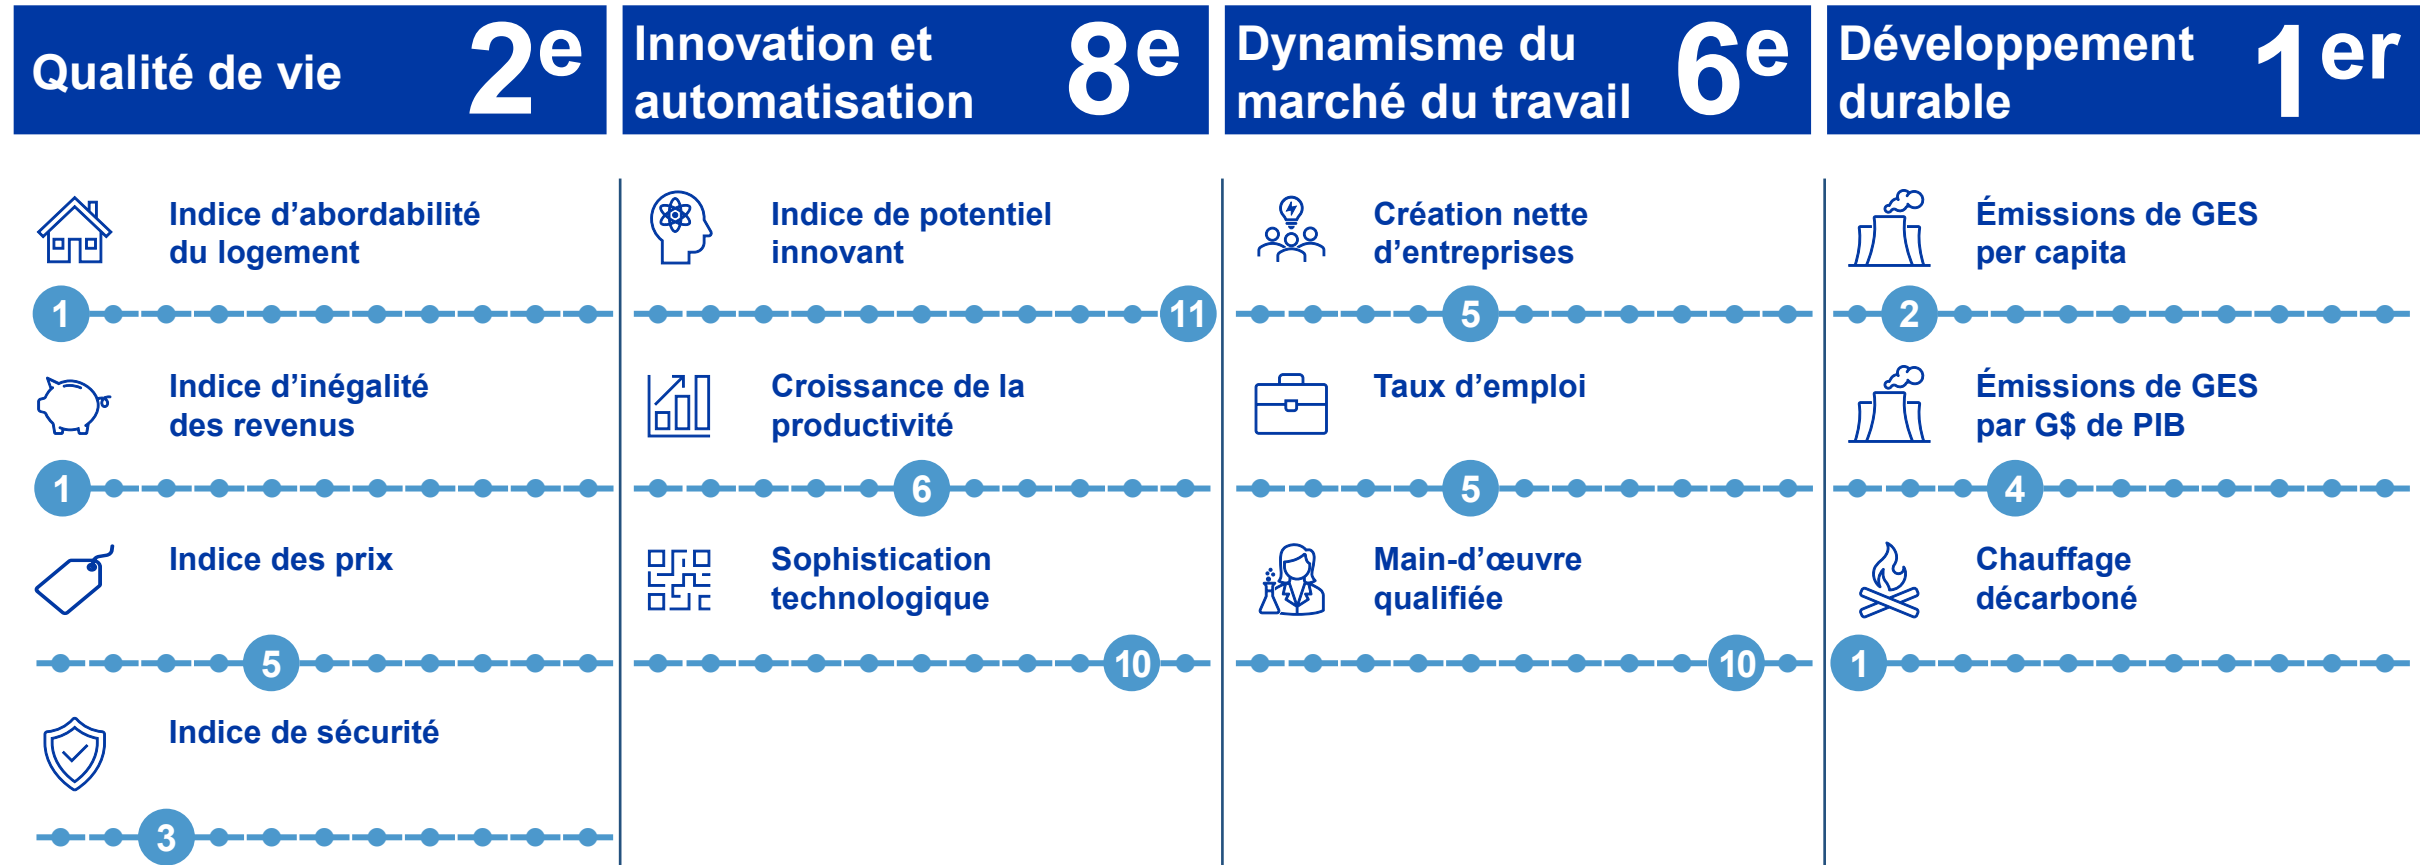 Qualité de vie 2e
Innovation et
automatisation 8e
Dynamisme du
marché du travail 6e
Développement
durable 1er
Indice d’abordabilité
du logement
1
Indice d’inégalité
des revenus
1
Indice des prix
5
Indice de sécurité
3
Indice de potentiel
innovant
11
Croissance de la
productivité
6
Sophistication
technologique
10
Création nette
d’entreprises
5
Taux d’emploi
5
Main-d’œuvre
qualifiée
10
Émissions de GES
per capita
2
Émissions de GES
par G$ de PIB
4
Chauffage
décarboné
1